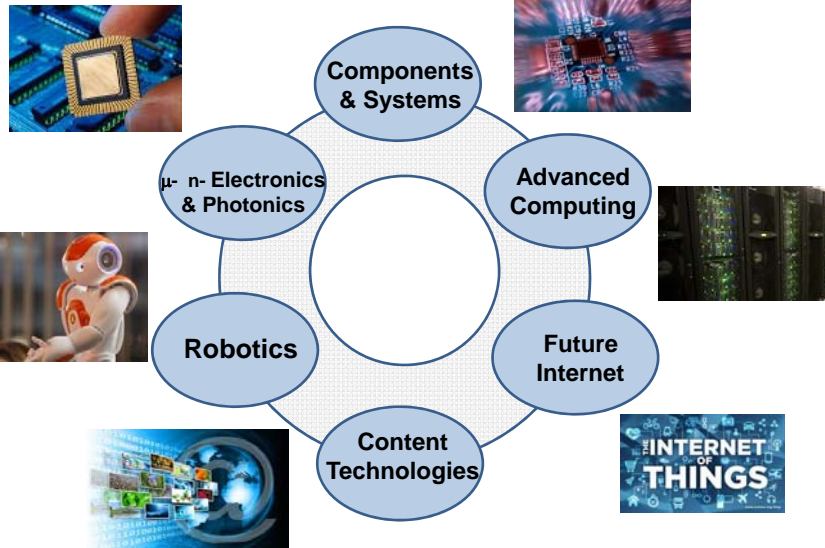 Components
& Systems
μ- n- Electronics
& Photonics
Advanced
Computing
Robotics
Future
Internet
Content
Technologies
THE
INTERNET
OF
THINGS
@